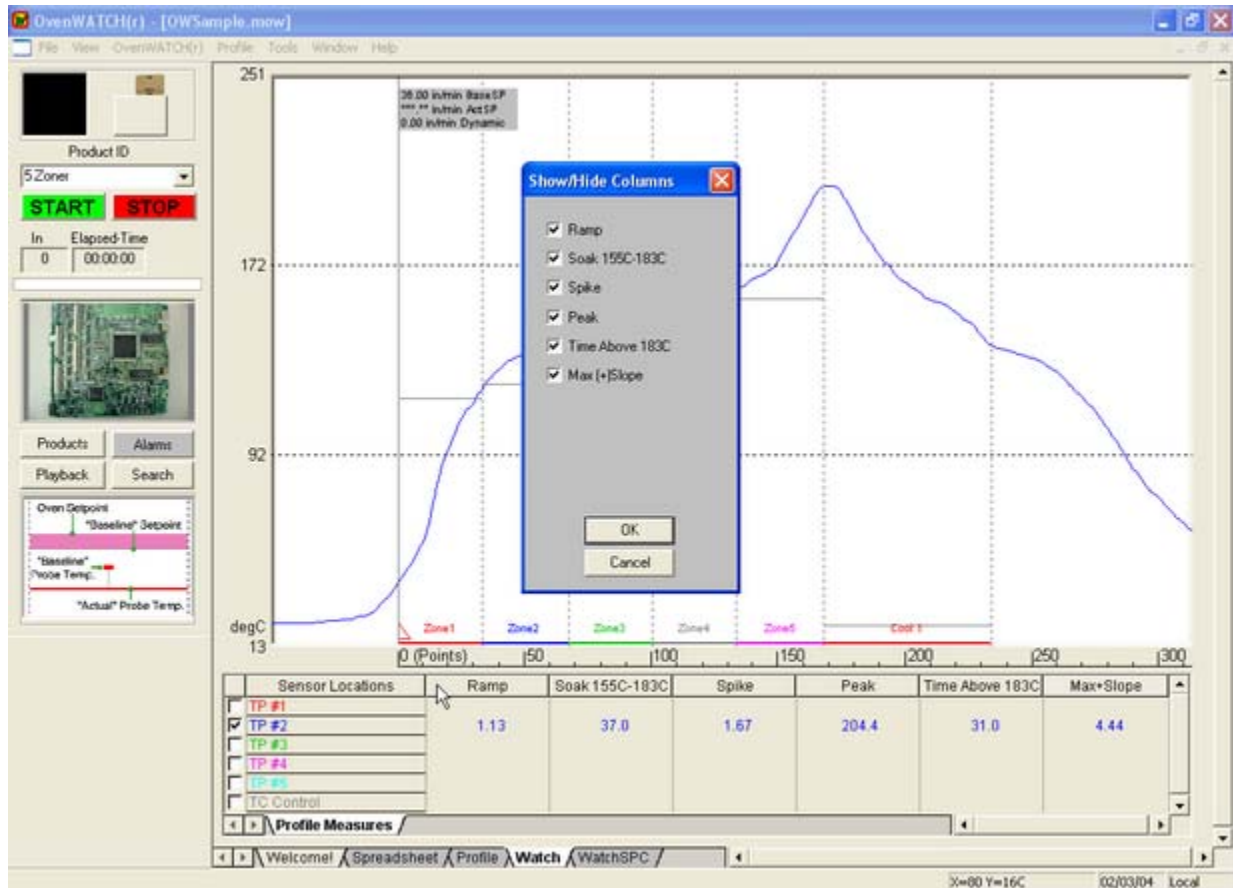 OvenWATCH(r) - [OWSample.mow]
File View OvenWATCH(r) Profile Tools Window Help
Product ID
5 Zoner
START STOP
In Elapsed-Time
0 00:00:00
Products Alarms
Playback Search
Oven Setpoint
"Baseline" Setpoint
"Baseline"
Probe Temp.
"Actual" Probe Temp.
251
172
92
degC
13
36.00 in/min Base SP
***.** in/min Act SP
0.00 in/min Dynamic
Show/Hide Columns
Ramp
Soak 155C-183C
Spike
Peak
Time Above 183C
Max (+)Slope
OK
Cancel
Zone1 Zone2 Zone3 Zone4 Zone5 Cool 1
0 (Points) 50 100 150 200 250 300
Sensor Locations Ramp Soak 155C-183C Spike Peak Time Above 183C Max+Slope
TP #1
TP #2 1.13 37.0 1.67 204.4 31.0 4.44
TP #3
TP #4
TP #5
TC Control
Profile Measures
Welcome! Spreadsheet Profile Watch WatchSPC
X=80 Y=16C 02/03/04 Local